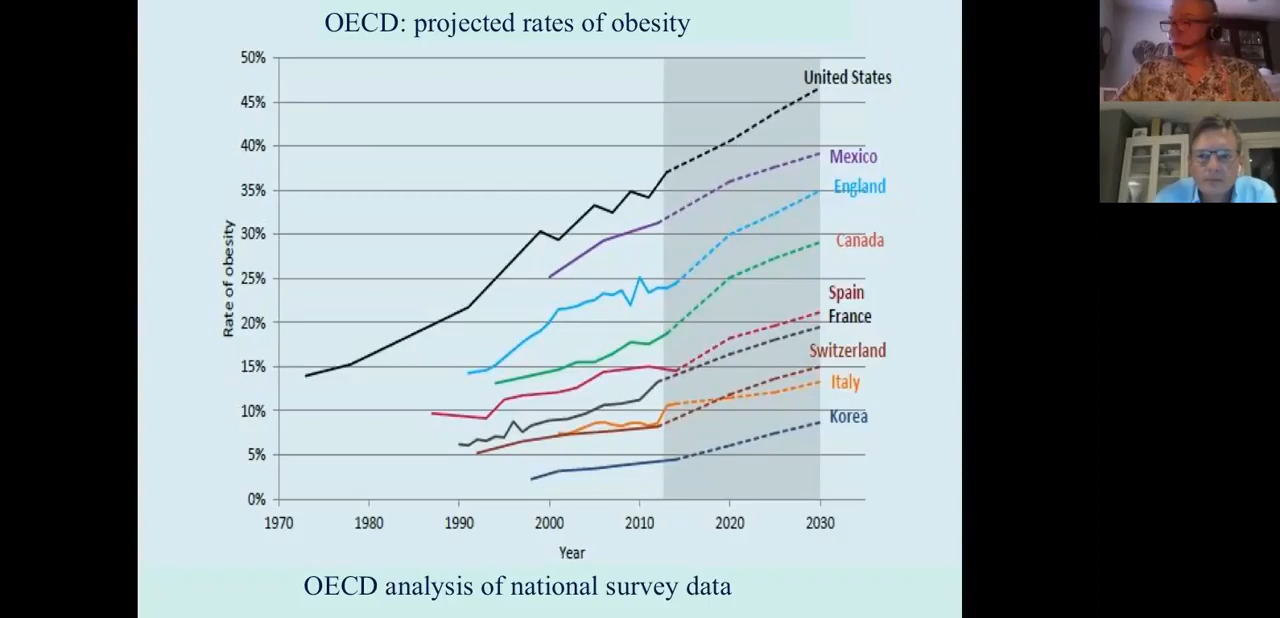 OECD: projected rates of obesity
50%
45%
40%
35%
30%
25%
20%
15%
10%
5%
0%
Rate of obesity
United States
Mexico
England
Canada
Spain
France
Switzerland
Italy
Korea
1970 1980 1990 2000 2010 2020 2030
Year
OECD analysis of national survey data